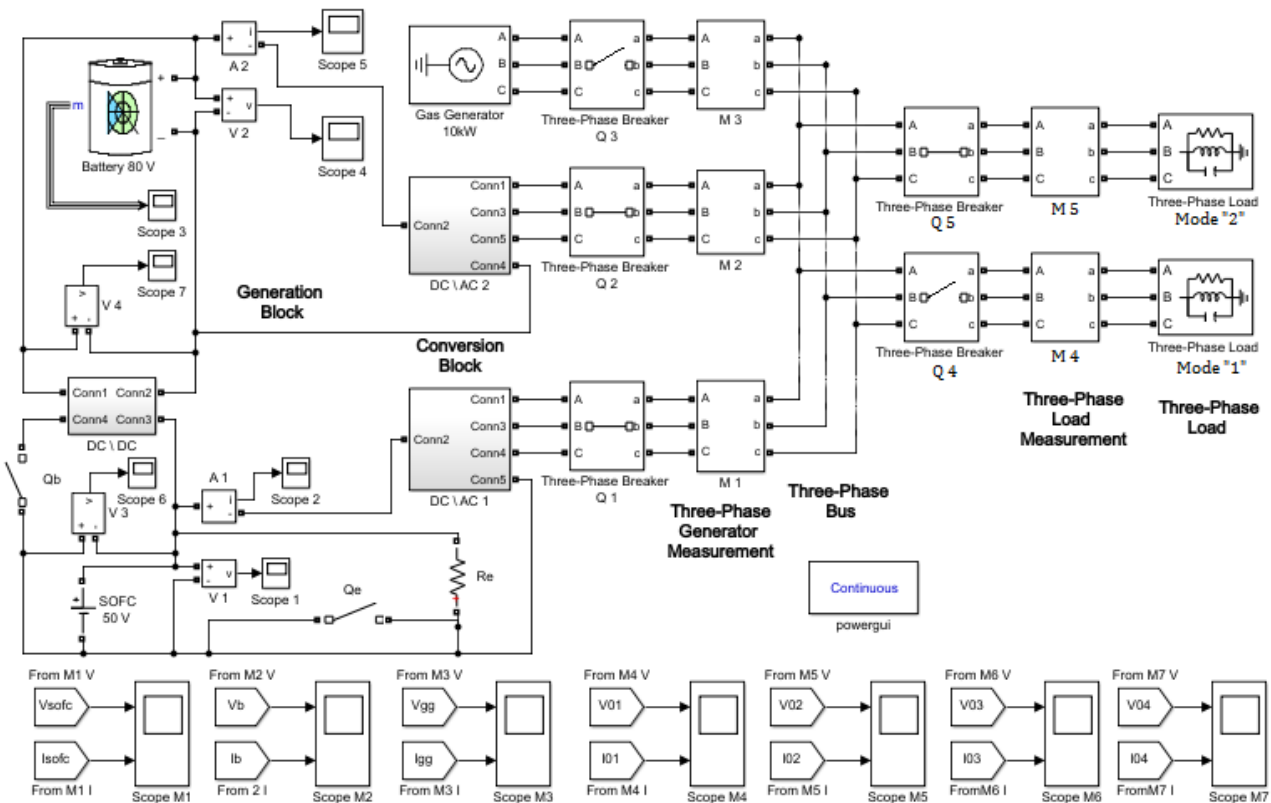 A 2
Scope 5
+
_
m
Battery 80 V
V 2
Scope 4
Scope 3
V 4
Scope 7
Generation
Block
Conn1 Conn2
Conn4 Conn3
DC \ DC
Qb
V 3
Scope 6
A 1
Scope 2
SOFC
50 V
V 1
Scope 1
Qe
Re
A
B
C
Gas Generator
10kW
A a
B b
C c
Three-Phase Breaker
Q 3
A a
B b
C c
M 3
Conn1
Conn3
Conn2
Conn5
Conn4
DC \ AC 2
A a
B b
C c
Three-Phase Breaker
Q 2
A a
B b
C c
M 2
Conversion
Block
Conn1
Conn3
Conn2
Conn4
Conn5
DC \ AC 1
A a
B b
C c
Three-Phase Breaker
Q 1
A a
B b
C c
M 1
Three-Phase
Generator
Measurement
Three-Phase
Bus
A a
B b
C c
Three-Phase Breaker
Q 5
A a
B b
C c
M 5
A
B
C
Three-Phase Load
Mode "2"
A a
B b
C c
Three-Phase Breaker
Q 4
A a
B b
C c
M 4
A
B
C
Three-Phase Load
Mode "1"
Three-Phase
Load
Measurement
Three-Phase
Load
Continuous
powergui
From M1 V
Vsofc
Isofc
From M1 I
Scope M1
From M2 V
Vb
Ib
From 2 I
Scope M2
From M3 V
Vgg
Igg
From M3 I
Scope M3
From M4 V
V01
I01
From M4 I
Scope M4
From M5 V
V02
I02
From M5 I
Scope M5
From M6 V
V03
I03
FromM6 I
Scope M6
From M7 V
V04
I04
FromM7 I
Scope M7